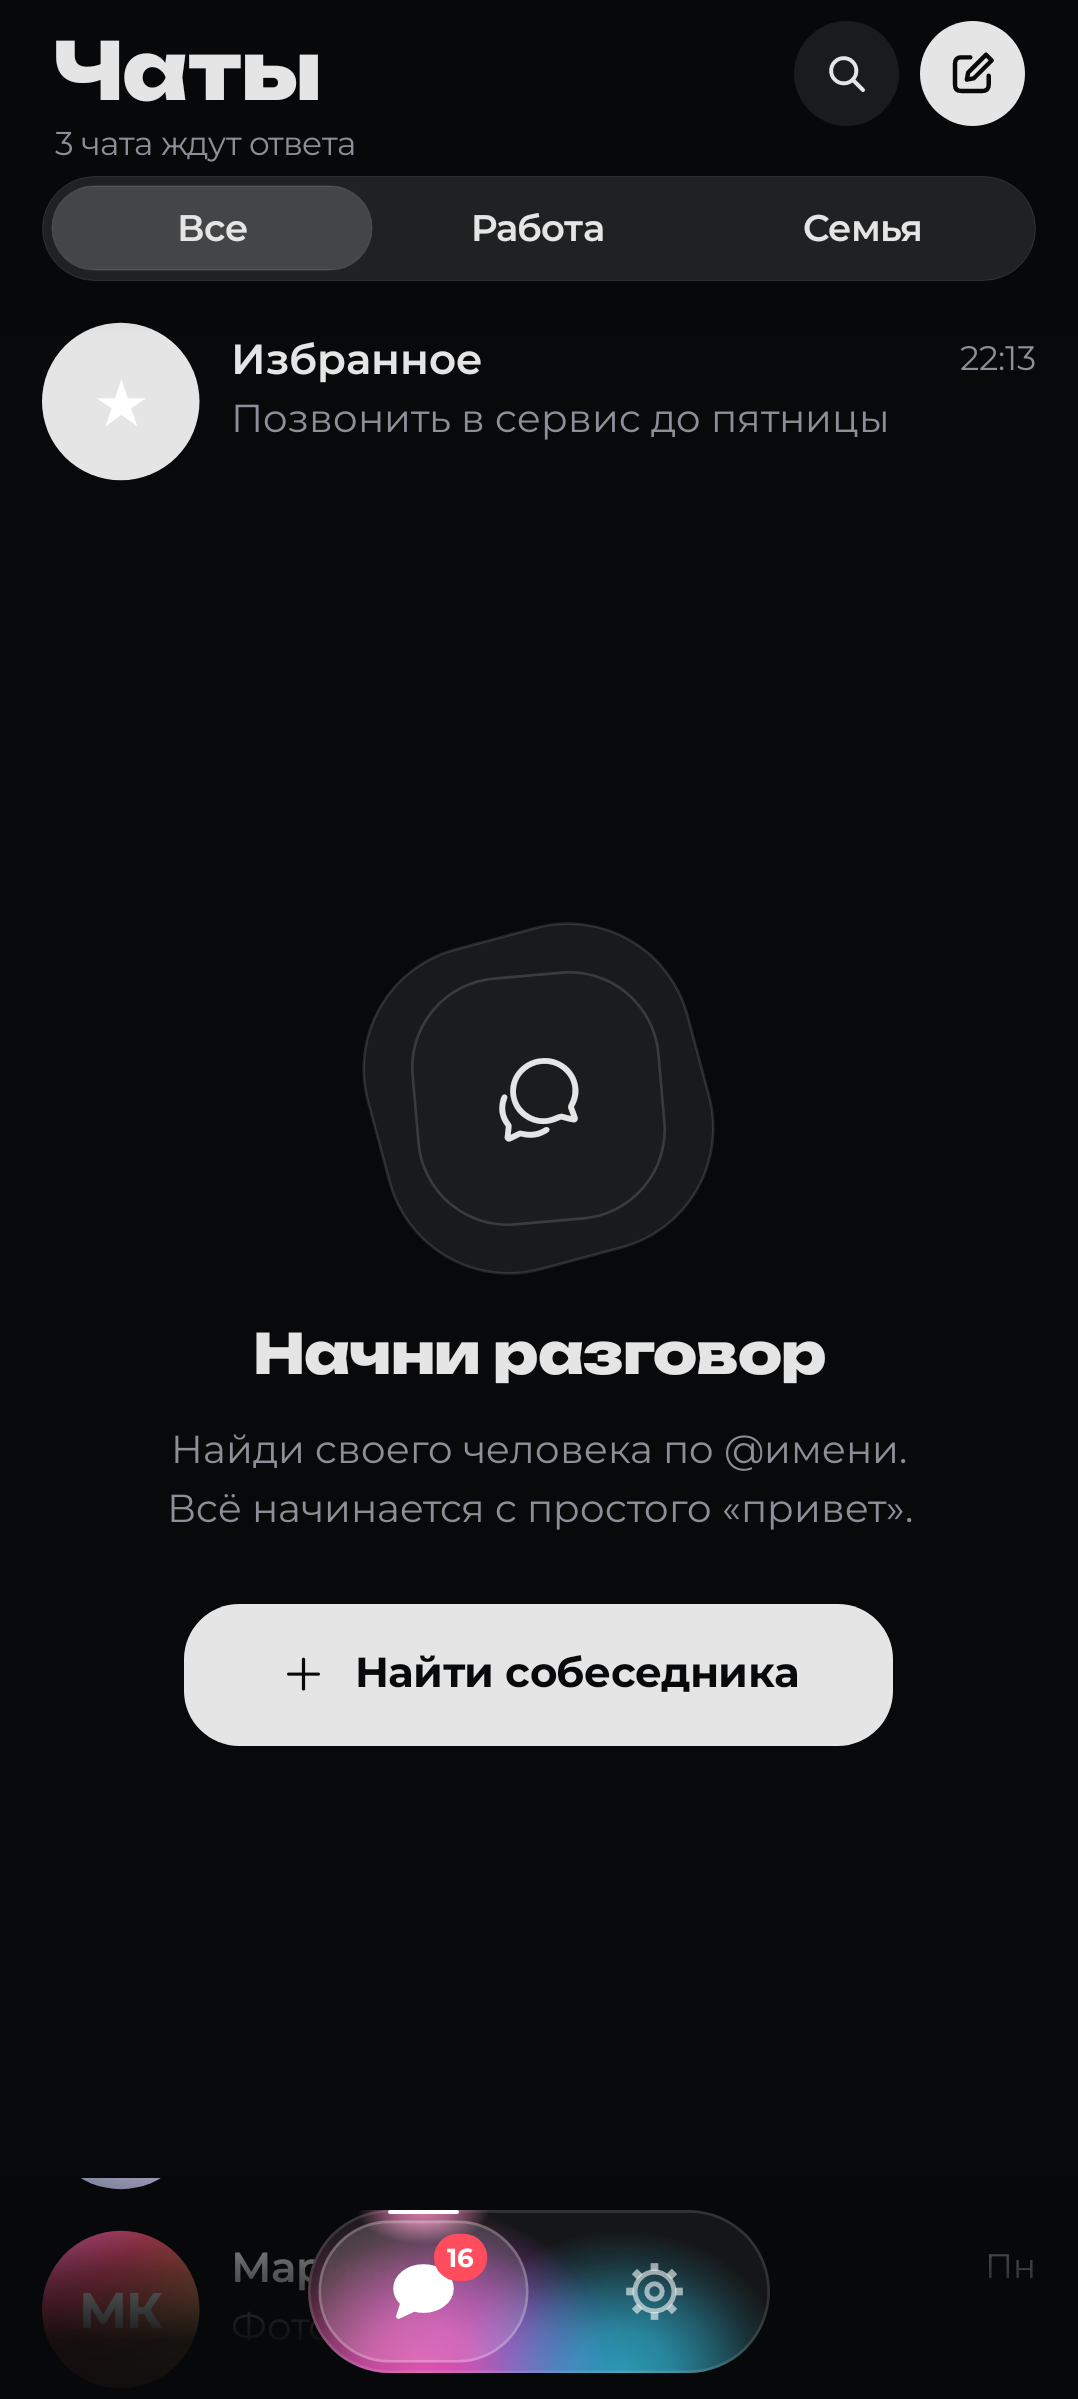 Чаты
3 чата ждут ответа
Все
Работа
Семья
Избранное
22:13
Позвонить в сервис до пятницы
Начни разговор
Найди своего человека по @имени.
Всё начинается с простого «привет».
Найти собеседника
МК
Пн
16